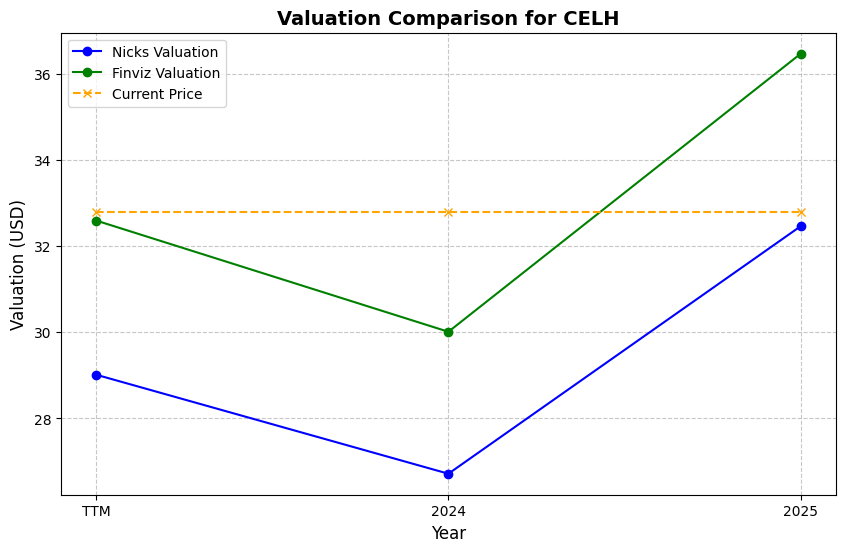 Valuation Comparison for CELH
Nicks Valuation
Finviz Valuation
Current Price
36
34
32
30
28
Valuation (USD)
TTM
2024
2025
Year